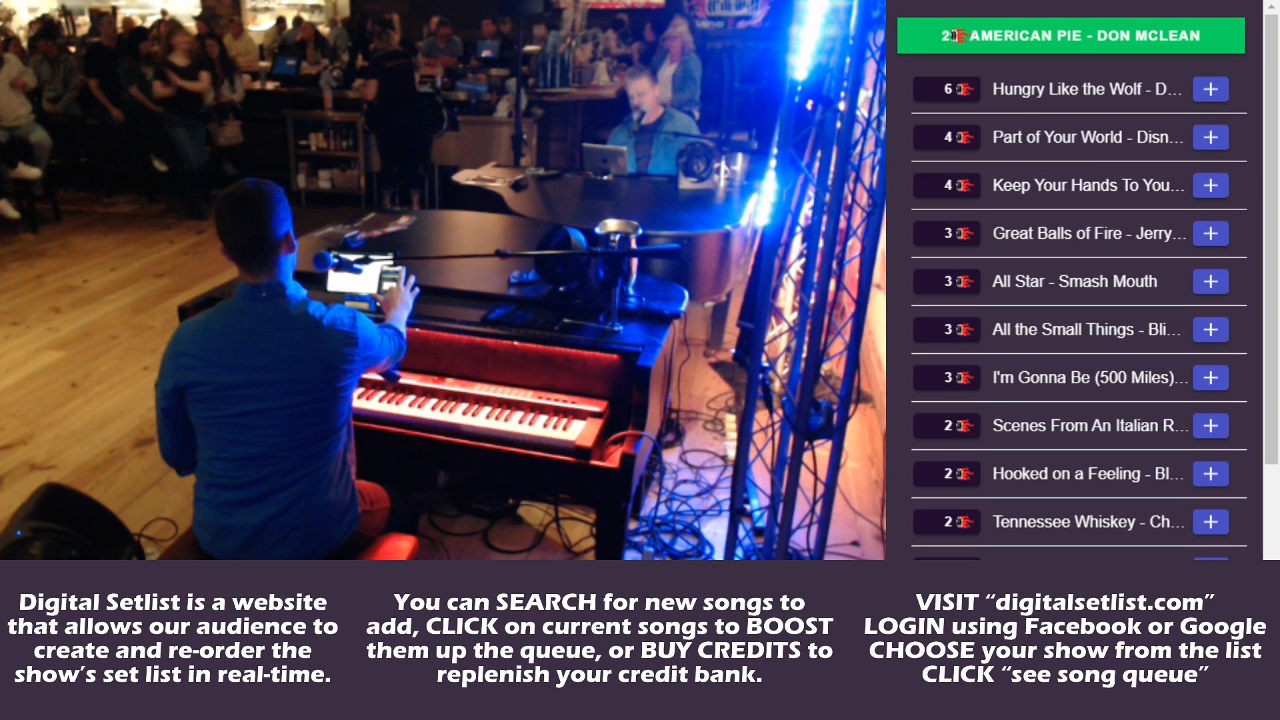 2 AMERICAN PIE - DON MCLEAN
6 Hungry Like the Wolf - D...
4 Part of Your World - Disn...
4 Keep Your Hands To You...
3 Great Balls of Fire - Jerry...
3 All Star - Smash Mouth
3 All the Small Things - Bli...
3 I'm Gonna Be (500 Miles)...
2 Scenes From An Italian R...
2 Hooked on a Feeling - Bl...
2 Tennessee Whiskey - Ch...
Digital Setlist is a website
that allows our audience to
create and re-order the
show's set list in real-time.
You can SEARCH for new songs to
add, CLICK on current songs to BOOST
them up the queue, or BUY CREDITS to
replenish your credit bank.
VISIT “digitalsetlist.com”
LOGIN using Facebook or Google
CHOOSE your show from the list
CLICK “see song queue”